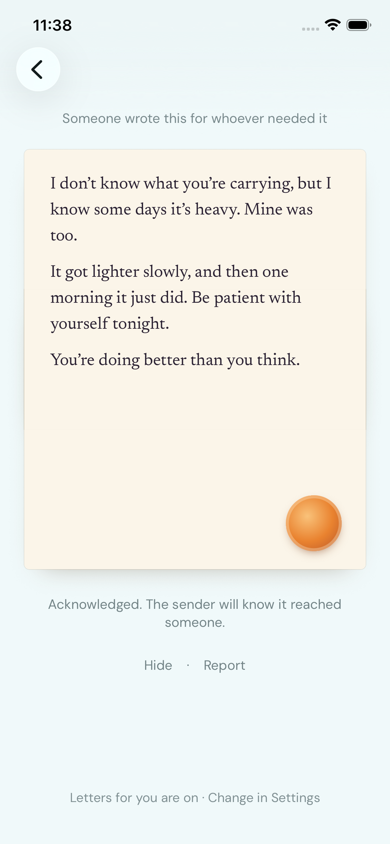 11:38
Someone wrote this for whoever needed it
I don’t know what you’re carrying, but I
know some days it’s heavy. Mine was
too.
It got lighter slowly, and then one
morning it just did. Be patient with
yourself tonight.
You’re doing better than you think.
Acknowledged. The sender will know it reached
someone.
Hide · Report
Letters for you are on · Change in Settings